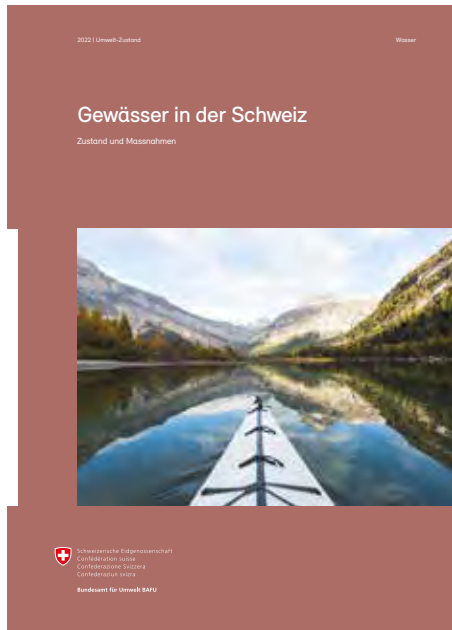 2022 | Umwelt-Zustand
Wasser
Gewässer in der Schweiz
Zustand und Massnahmen
Schweizerische Eidgenossenschaft
Confédération suisse
Confederazione Svizzera
Confederaziun svizra
Bundesamt für Umwelt BAFU